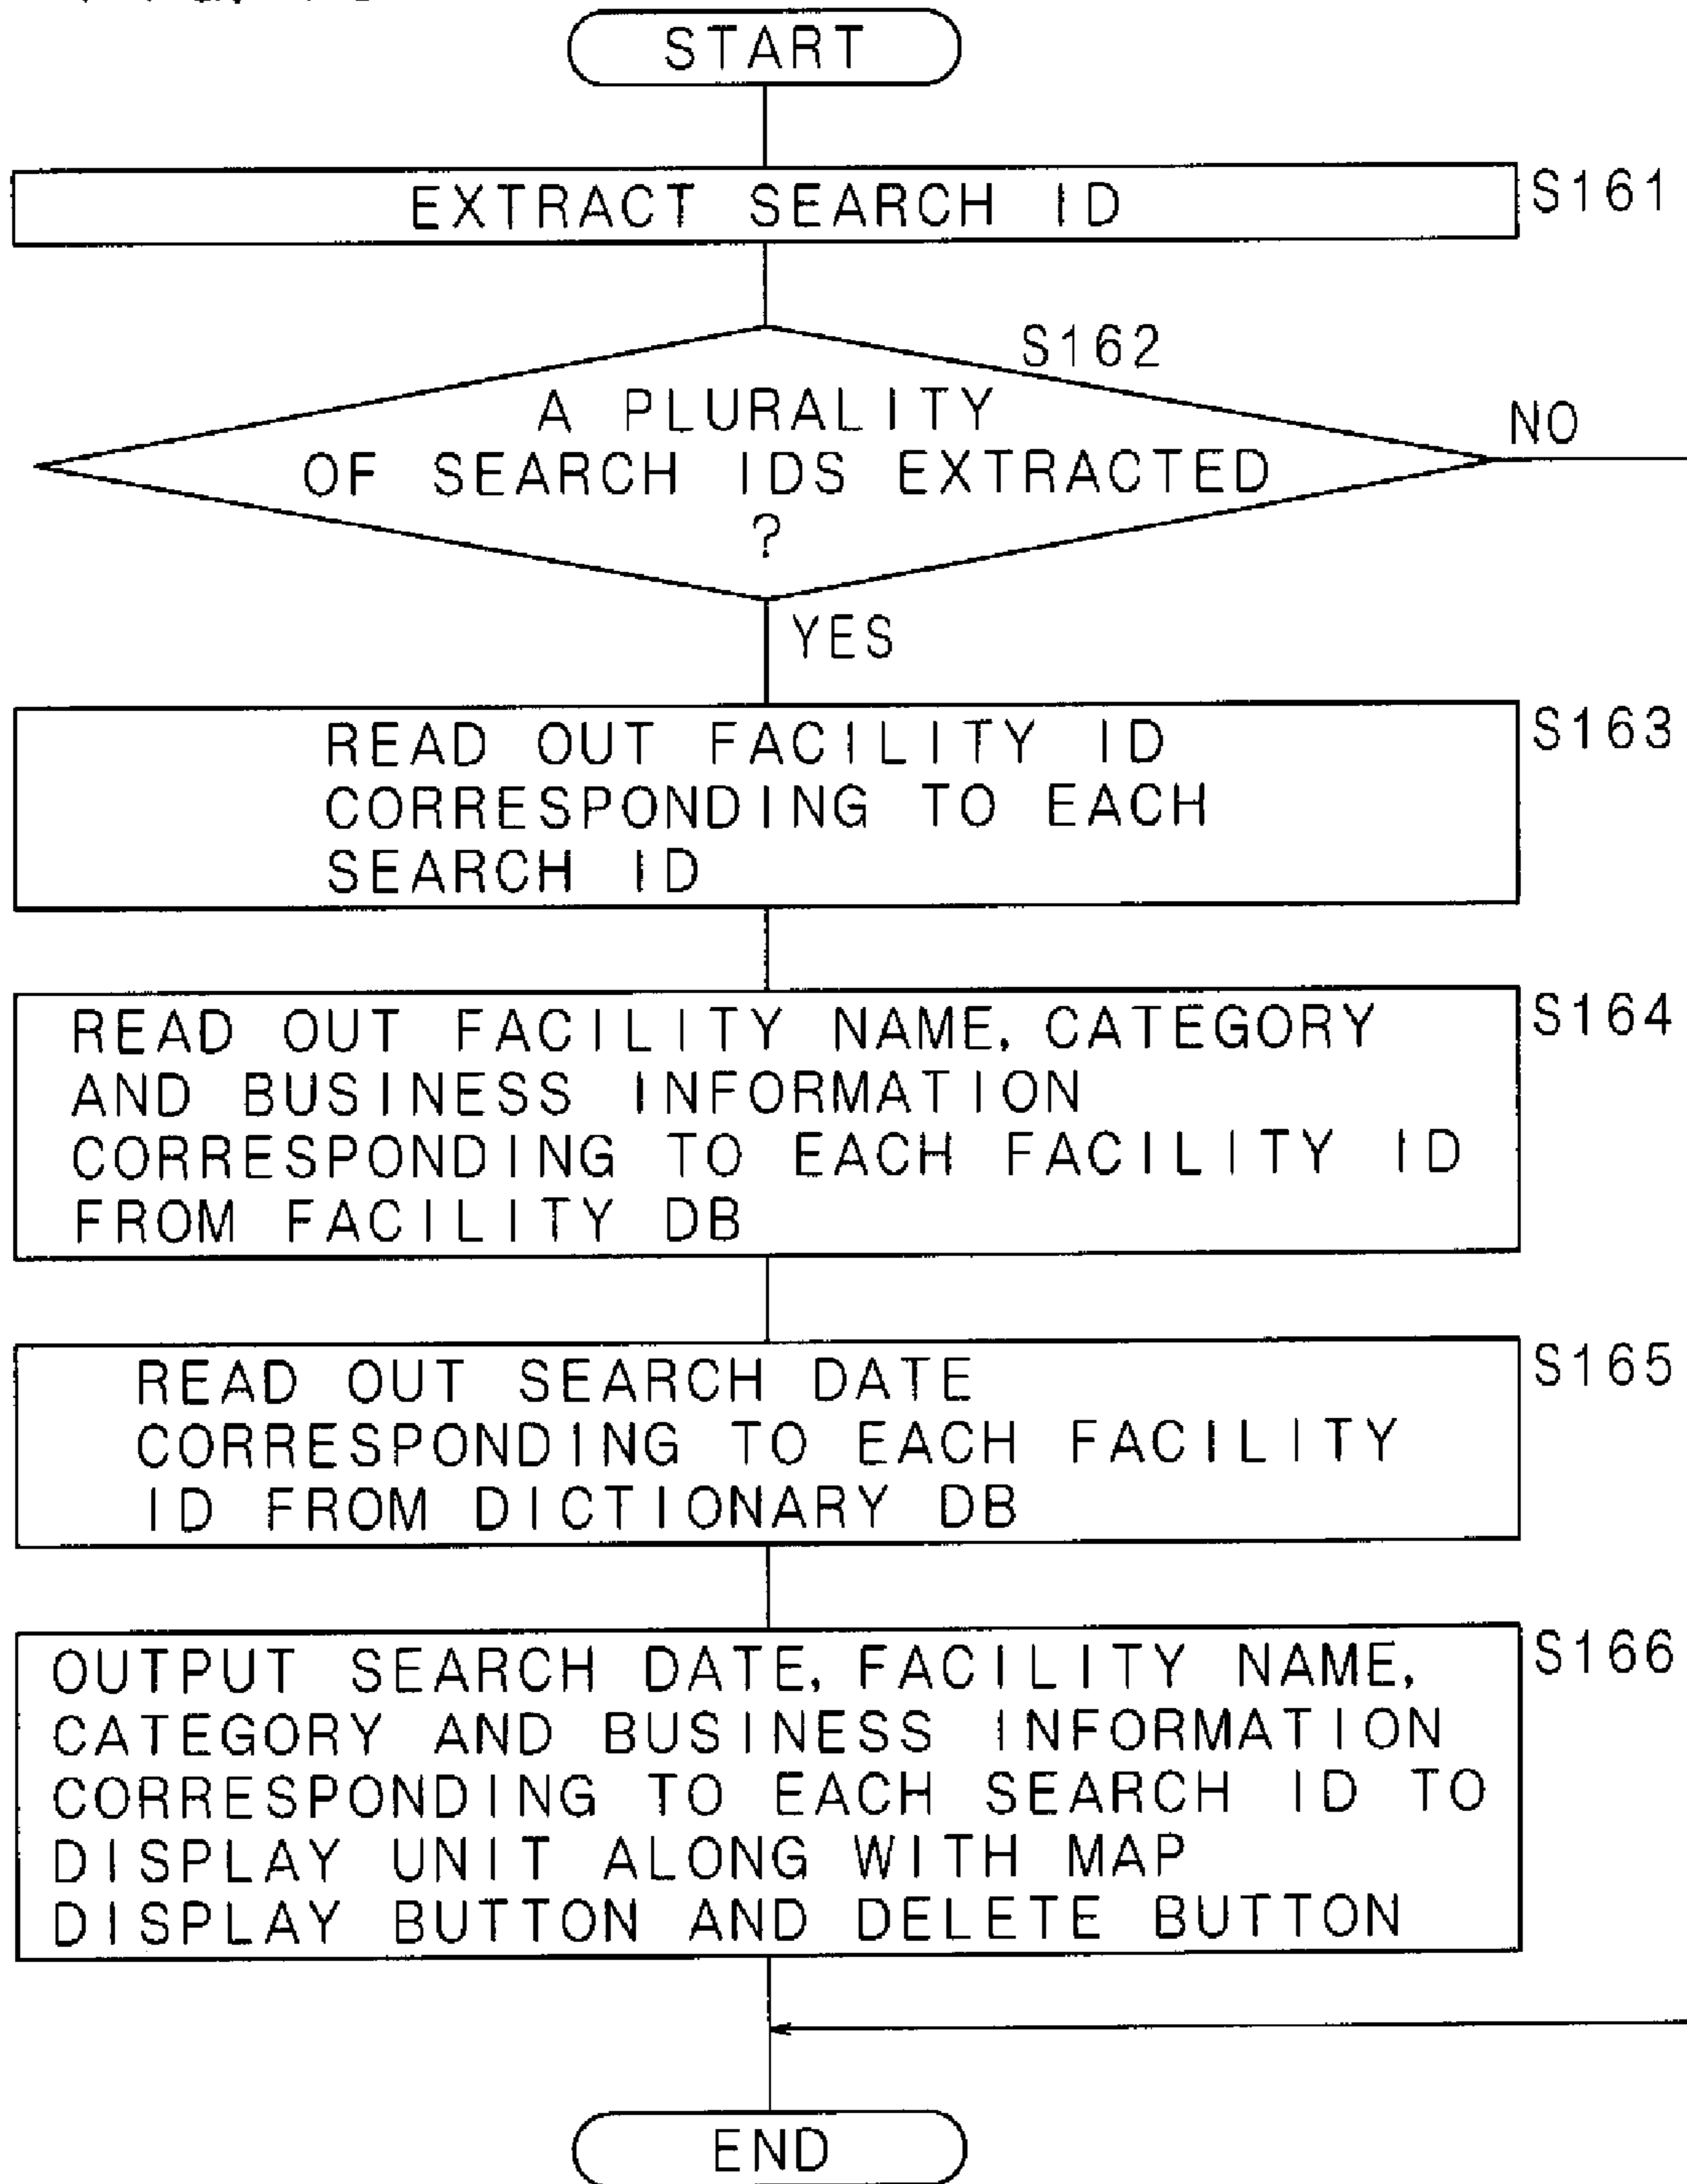 START
EXTRACT SEARCH ID
S161
S162
A PLURALITY
OF SEARCH IDS EXTRACTED
?
NO
YES
READ OUT FACILITY ID
CORRESPONDING TO EACH
SEARCH ID
S163
READ OUT FACILITY NAME, CATEGORY
AND BUSINESS INFORMATION
CORRESPONDING TO EACH FACILITY ID
FROM FACILITY DB
S164
READ OUT SEARCH DATE
CORRESPONDING TO EACH FACILITY
ID FROM DICTIONARY DB
S165
OUTPUT SEARCH DATE, FACILITY NAME,
CATEGORY AND BUSINESS INFORMATION
CORRESPONDING TO EACH SEARCH ID TO
DISPLAY UNIT ALONG WITH MAP
DISPLAY BUTTON AND DELETE BUTTON
S166
END